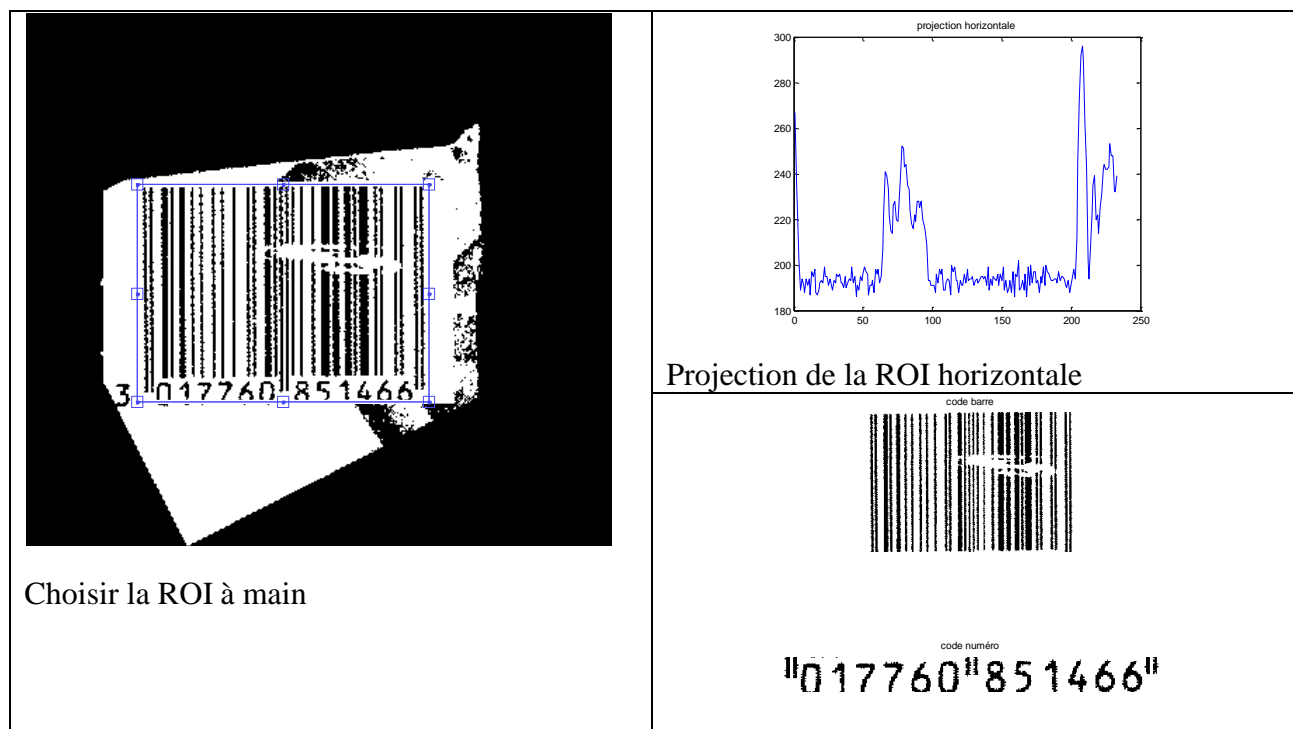 3 017760 851466
Choisir la ROI à main
projection horizontale
300
280
260
240
220
200
180
0 50 100 150 200 250
Projection de la ROI horizontale
code barre
code numéro
017760 851466